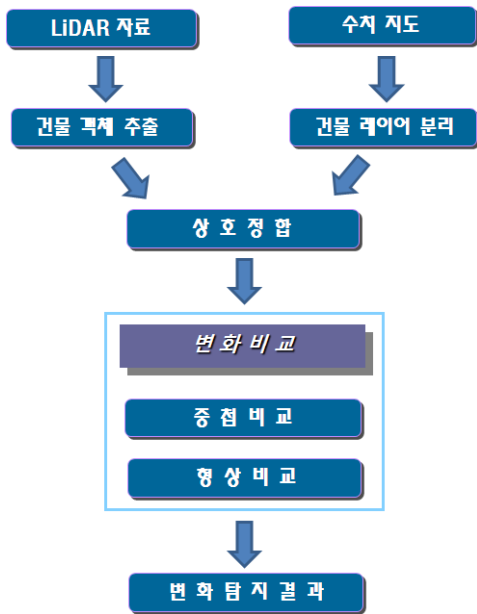 LiDAR 자료
수치 지도
건물 객체 추출
건물 레이어 분리
상 호 정 합
변 화 비 교
중 첩 비 교
형 상 비 교
변 화 탐 지 결 과